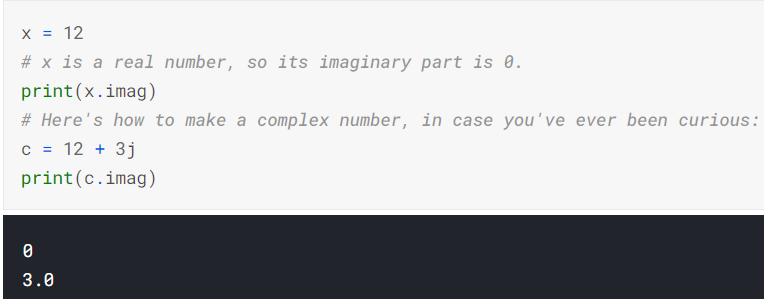 x = 12
# x is a real number, so its imaginary part is 0.
print(x.imag)
# Here's how to make a complex number, in case you've ever been curious:
c = 12 + 3j
print(c.imag)
0
3.0